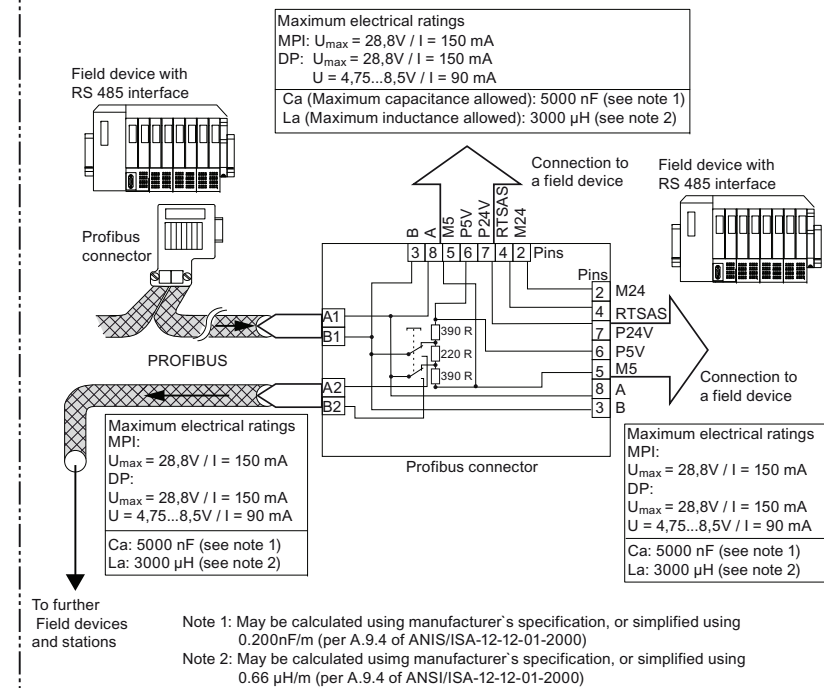 Maximum electrical ratings
MPI: Umax = 28,8V / I = 150 mA
DP: Umax = 28,8V / I = 150 mA
U = 4,75...8,5V / I = 90 mA
Ca (Maximum capacitance allowed): 5000 nF (see note 1)
La (Maximum inductance allowed): 3000 µH (see note 2)
Field device with
RS 485 interface
Connection to
a field device
Field device with
RS 485 interface
Profibus
connector
B
A
M5
P5V
P24V
RTSAS
M24
3 8 5 6 7 4 2 Pins
Pins
2 M24
4 RTSAS
7 P24V
6 P5V
5 M5
8 A
3 B
A1
B1
390 R
220 R
390 R
A2
B2
PROFIBUS
Connection to
a field device
Profibus connector
Maximum electrical ratings
MPI:
Umax = 28,8V / I = 150 mA
DP:
Umax = 28,8V / I = 150 mA
U = 4,75...8,5V / I = 90 mA
Ca: 5000 nF (see note 1)
La: 3000 µH (see note 2)
Maximum electrical ratings
MPI:
Umax = 28,8V / I = 150 mA
DP:
Umax = 28,8V / I = 150 mA
U = 4,75...8,5V / I = 90 mA
Ca: 5000 nF (see note 1)
La: 3000 µH (see note 2)
To further
Field devices
and stations
Note 1: May be calculated using manufacturer`s specification, or simplified using
0.200nF/m (per A.9.4 of ANIS/ISA-12-12-01-2000)
Note 2: May be calculated usimg manufacturer`s specification, or simplified using
0.66 µH/m (per A.9.4 of ANSI/ISA-12-12-01-2000)